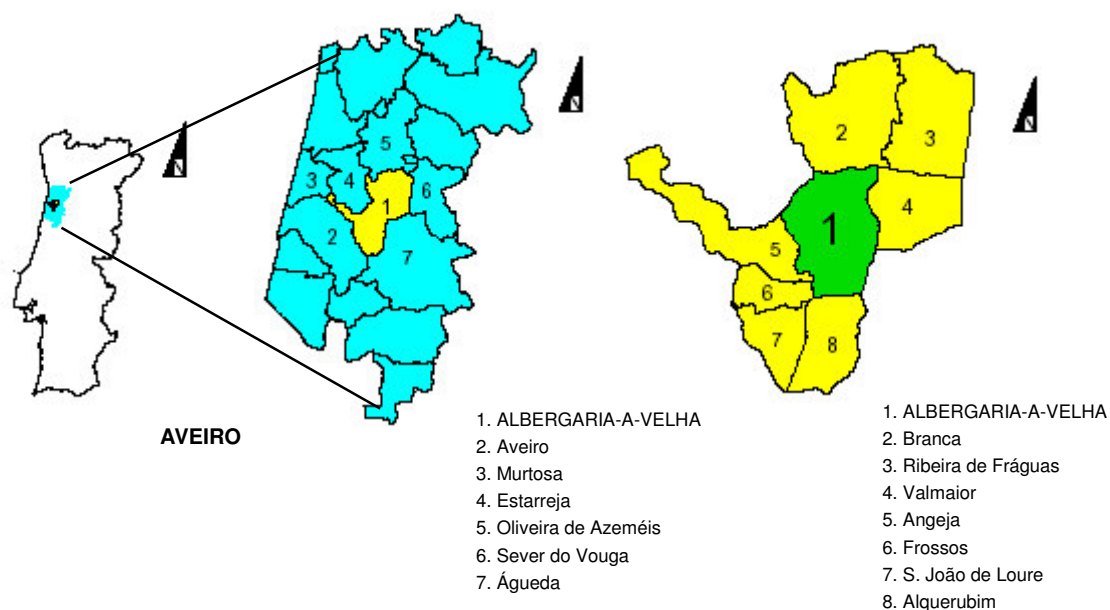 N
N
N
5
3
4
1
6
2
7
2
3
1
4
5
6
7
8
AVEIRO
1. ALBERGARIA-A-VELHA
2. Aveiro
3. Murtosa
4. Estarreja
5. Oliveira de Azeméis
6. Sever do Vouga
7. Águeda
1. ALBERGARIA-A-VELHA
2. Branca
3. Ribeira de Fráguas
4. Valmaior
5. Angeja
6. Frossos
7. S. João de Loure
8. Alquerubim